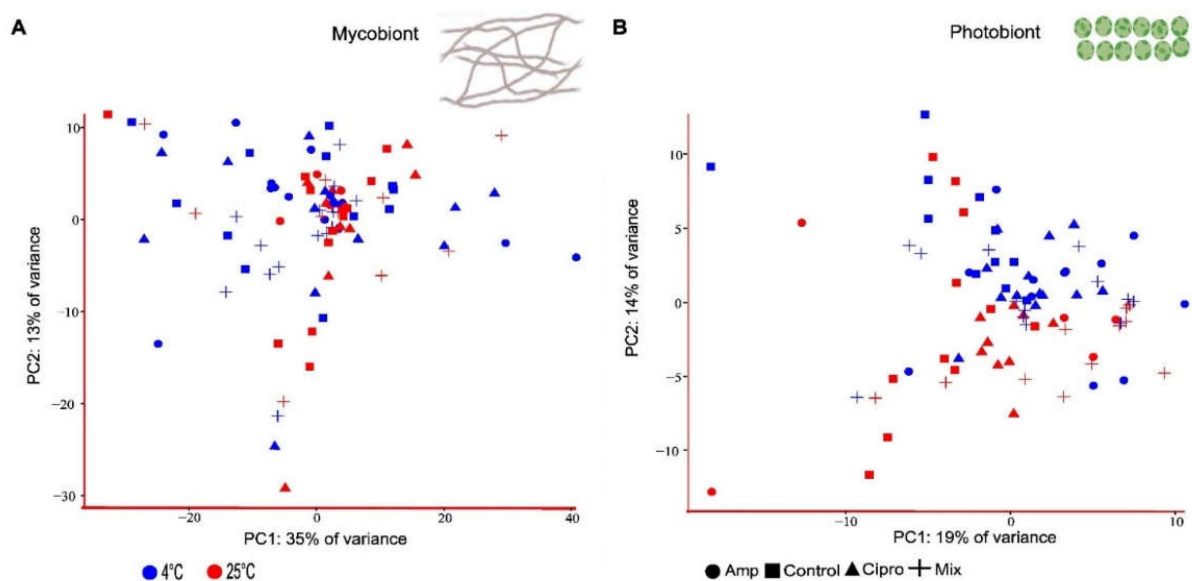 A
Mycobiont
10
0
−10
−20
−30
−20
0
20
40
PC2: 13% of variance
PC1: 35% of variance
4°C 25°C
B
Photobiont
10
5
0
−5
−10
−10
0
10
PC2: 14% of variance
PC1: 19% of variance
Amp Control Cipro Mix